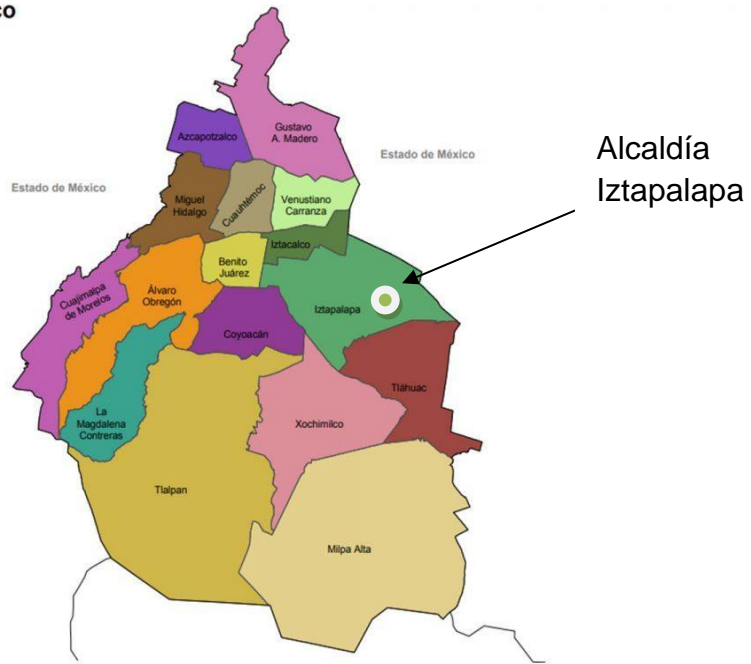 co
Azcapotzalco
Gustavo
A. Madero
Estado de México
Alcaldía
Iztapalapa
Estado de México
Miguel
Hidalgo
Cuauhtémoc
Venustiano
Carranza
Iztacalco
Benito
Juárez
Cuajimalpa
de Morelos
Álvaro
Obregón
Iztapalapa
Coyoacán
Tláhuac
La
Magdalena
Contreras
Xochimilco
Tlalpan
Milpa Alta